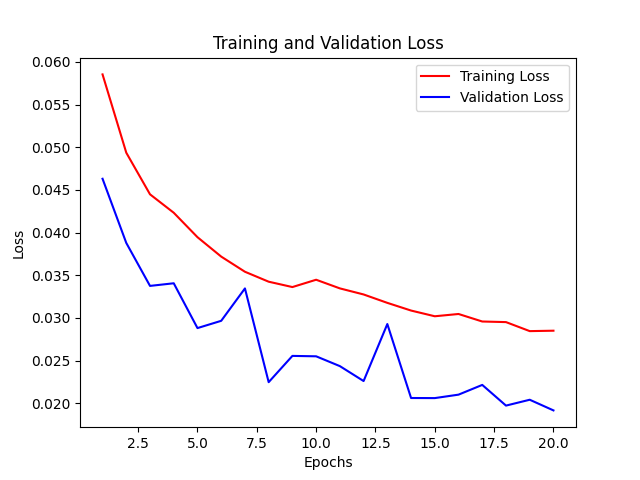 Training and Validation Loss
Training Loss
Validation Loss
0.060
0.055
0.050
0.045
0.040
0.035
0.030
0.025
0.020
Loss
2.5 5.0 7.5 10.0 12.5 15.0 17.5 20.0
Epochs